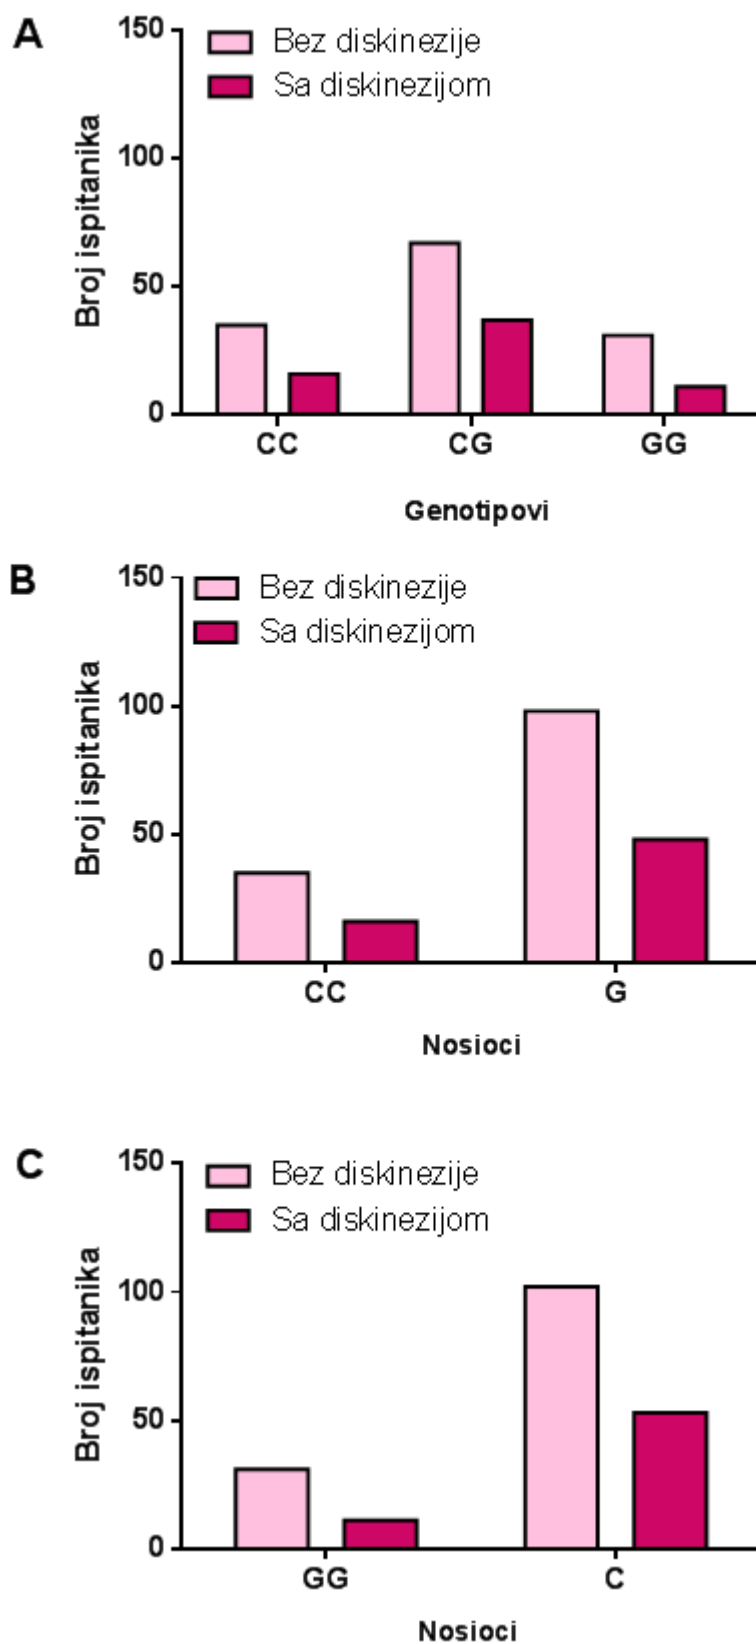 A
150
Bez diskinezije
Sa diskinezijom
100
50
0
Broj ispitanika
CC CG GG
Genotipovi
B
150
Bez diskinezije
Sa diskinezijom
100
50
0
Broj ispitanika
CC G
Nosioci
C
150
Bez diskinezije
Sa diskinezijom
100
50
0
Broj ispitanika
GG C
Nosioci